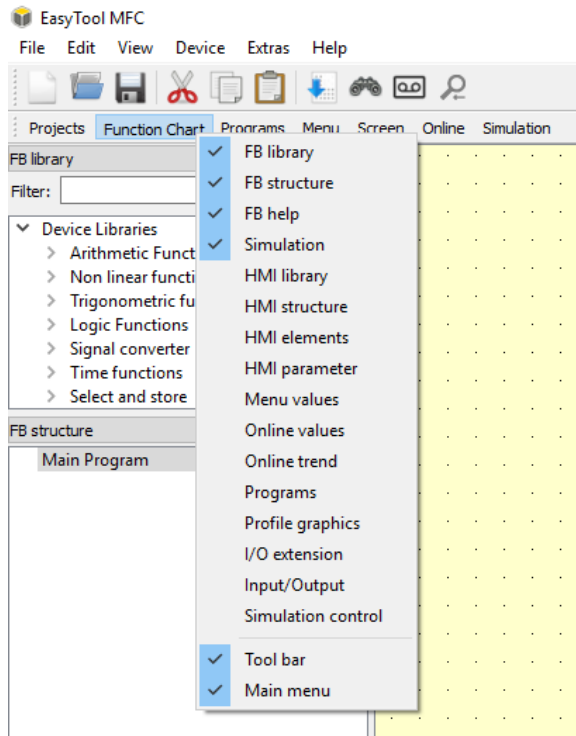 EasyTool MFC
File Edit View Device Extras Help
Projects Function Chart Programs Menu Screen Online Simulation
FB library
Filter:
Device Libraries
Arithmetic Funct
Non linear functi
Trigonometric fu
Logic Functions
Signal converter
Time functions
Select and store
FB structure
Main Program
FB library
FB structure
FB help
Simulation
HMI library
HMI structure
HMI elements
HMI parameter
Menu values
Online values
Online trend
Programs
Profile graphics
I/O extension
Input/Output
Simulation control
Tool bar
Main menu